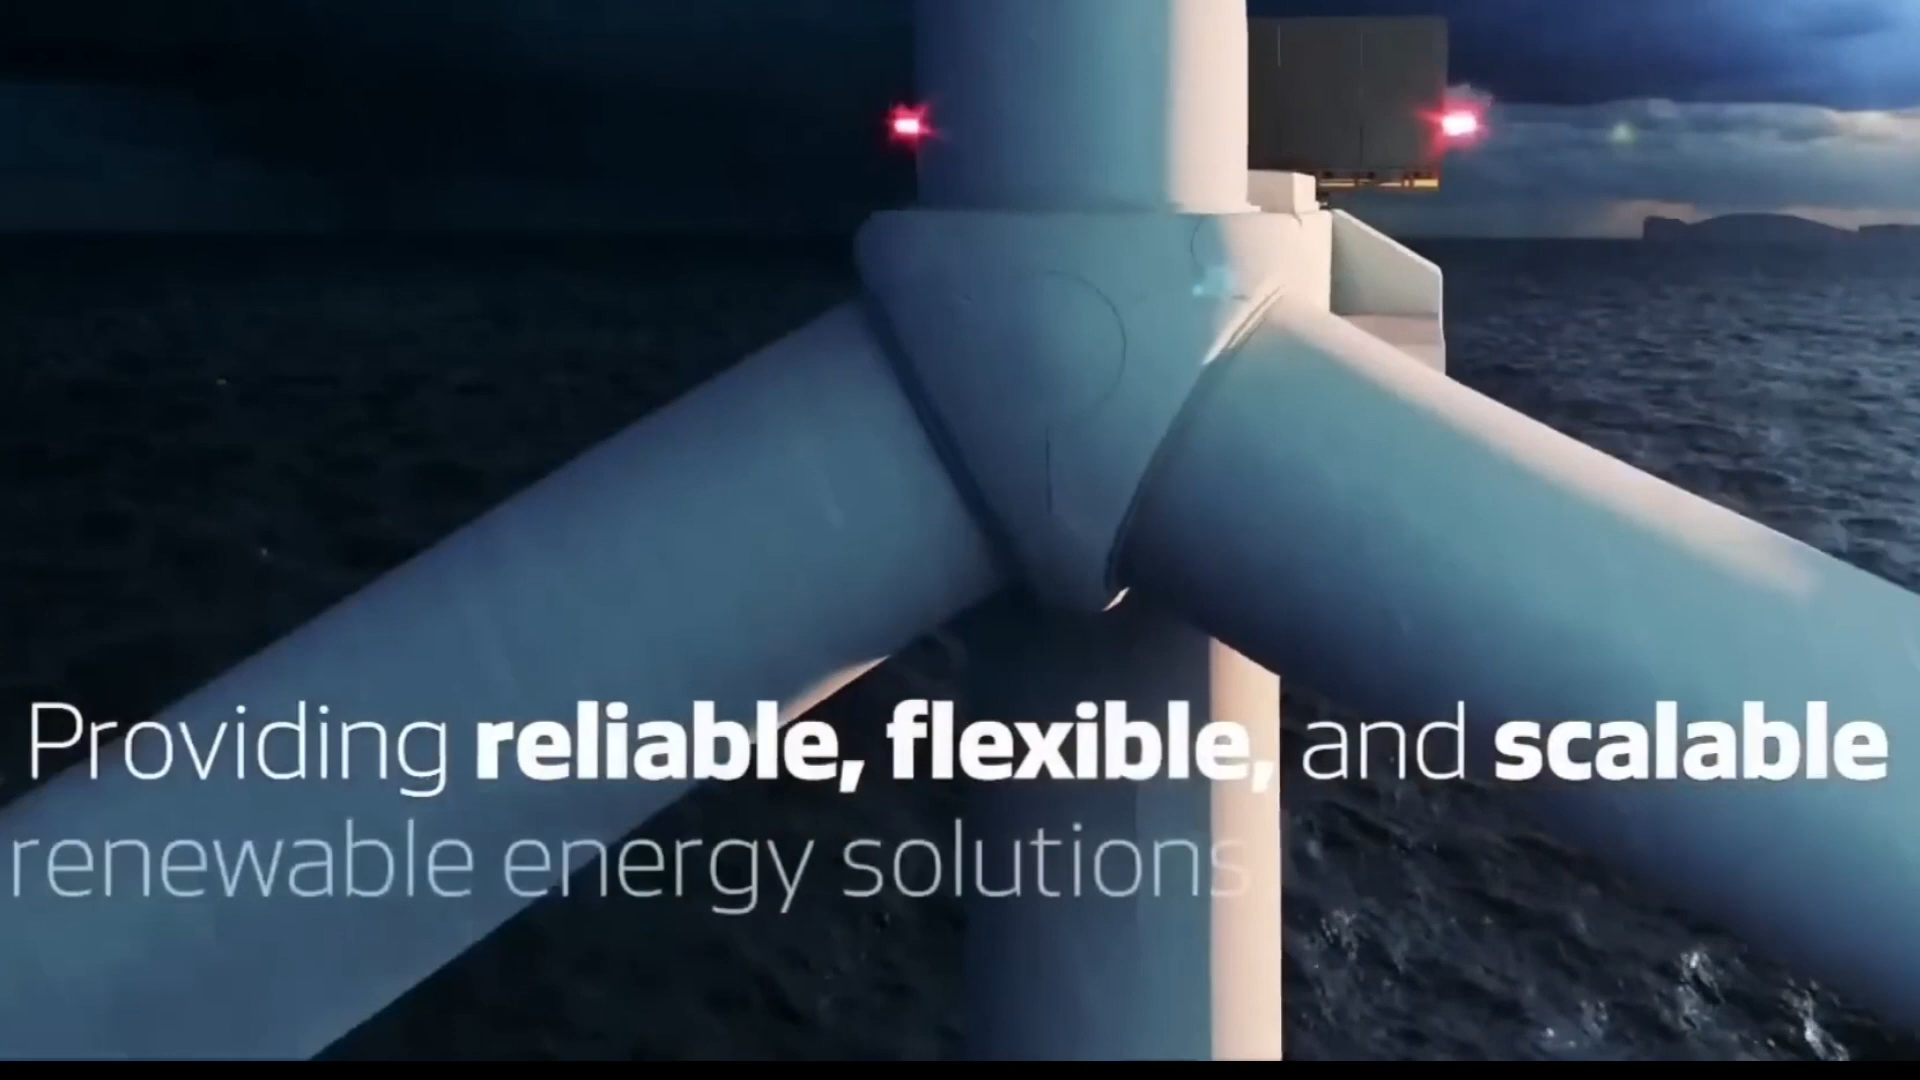 Providing reliable, flexible, and scalable
renewable energy solutions